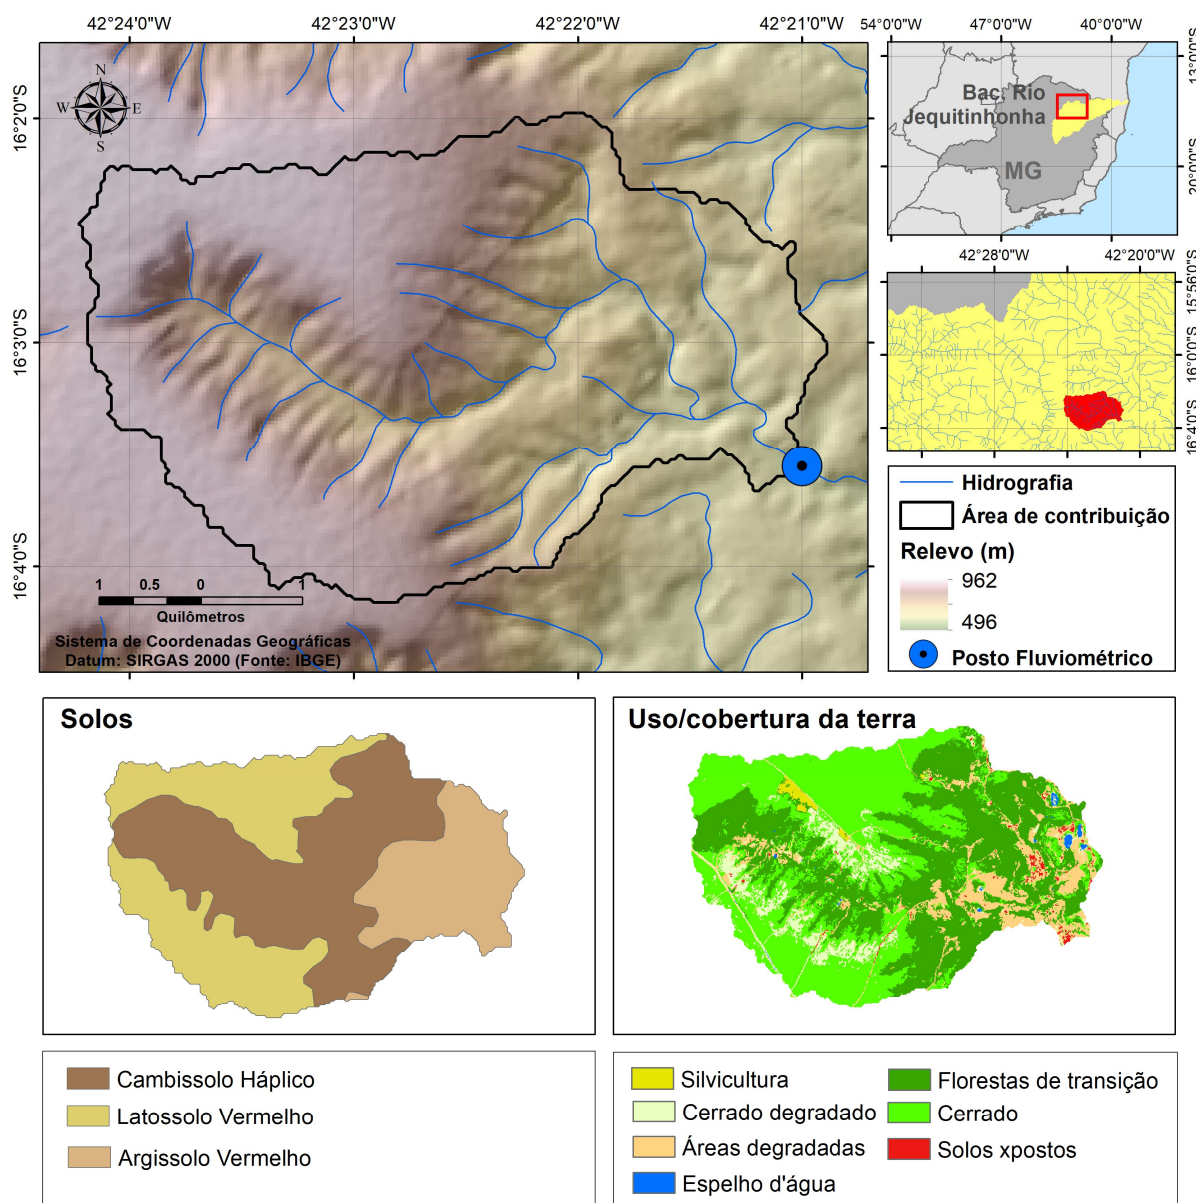 42°24'0"W 42°23'0"W 42°22'0"W 42°21'0"W
16°2'0"S
16°3'0"S
16°4'0"S
N
W E
S
1 0.5 0 1
Quilômetros
Sistema de Coordenadas Geográficas
Datum: SIRGAS 2000 (Fonte: IBGE)
54°0'0"W 47°0'0"W 40°0'0"W
13°0'0"S
20°0'0"S
Bac. Rio
Jequitinhonha
MG
42°28'0"W 42°20'0"W
15°56'0"S
16°0'0"S
16°4'0"S
Hidrografia
Área de contribuição
Relevo (m)
962
496
Posto Fluviométrico
Solos
Cambissolo Háplico
Latossolo Vermelho
Argissolo Vermelho
Uso/cobertura da terra
Silvicultura
Cerrado degradado
Áreas degradadas
Espelho d'água
Florestas de transição
Cerrado
Solos xpostos